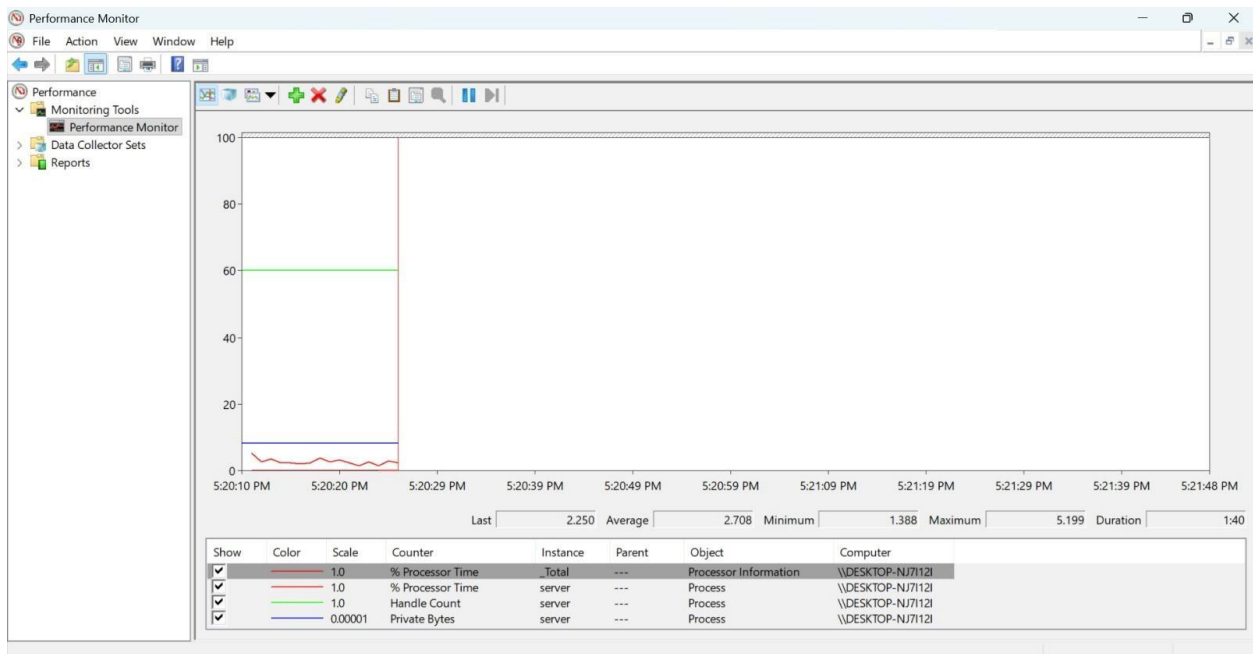 Performance Monitor
File Action View Window Help
Performance
Monitoring Tools
Performance Monitor
Data Collector Sets
Reports
100
80
60
40
20
0
5:20:10 PM 5:20:20 PM 5:20:29 PM 5:20:39 PM 5:20:49 PM 5:20:59 PM 5:21:09 PM 5:21:19 PM 5:21:29 PM 5:21:39 PM 5:21:48 PM
Last 2.250 Average 2.708 Minimum 1.388 Maximum 5.199 Duration 1:40
Show Color Scale Counter Instance Parent Object Computer
1.0 % Processor Time _Total --- Processor Information \\DESKTOP-NJ7I12I
1.0 % Processor Time server --- Process \\DESKTOP-NJ7I12I
1.0 Handle Count server --- Process \\DESKTOP-NJ7I12I
0.00001 Private Bytes server --- Process \\DESKTOP-NJ7I12I